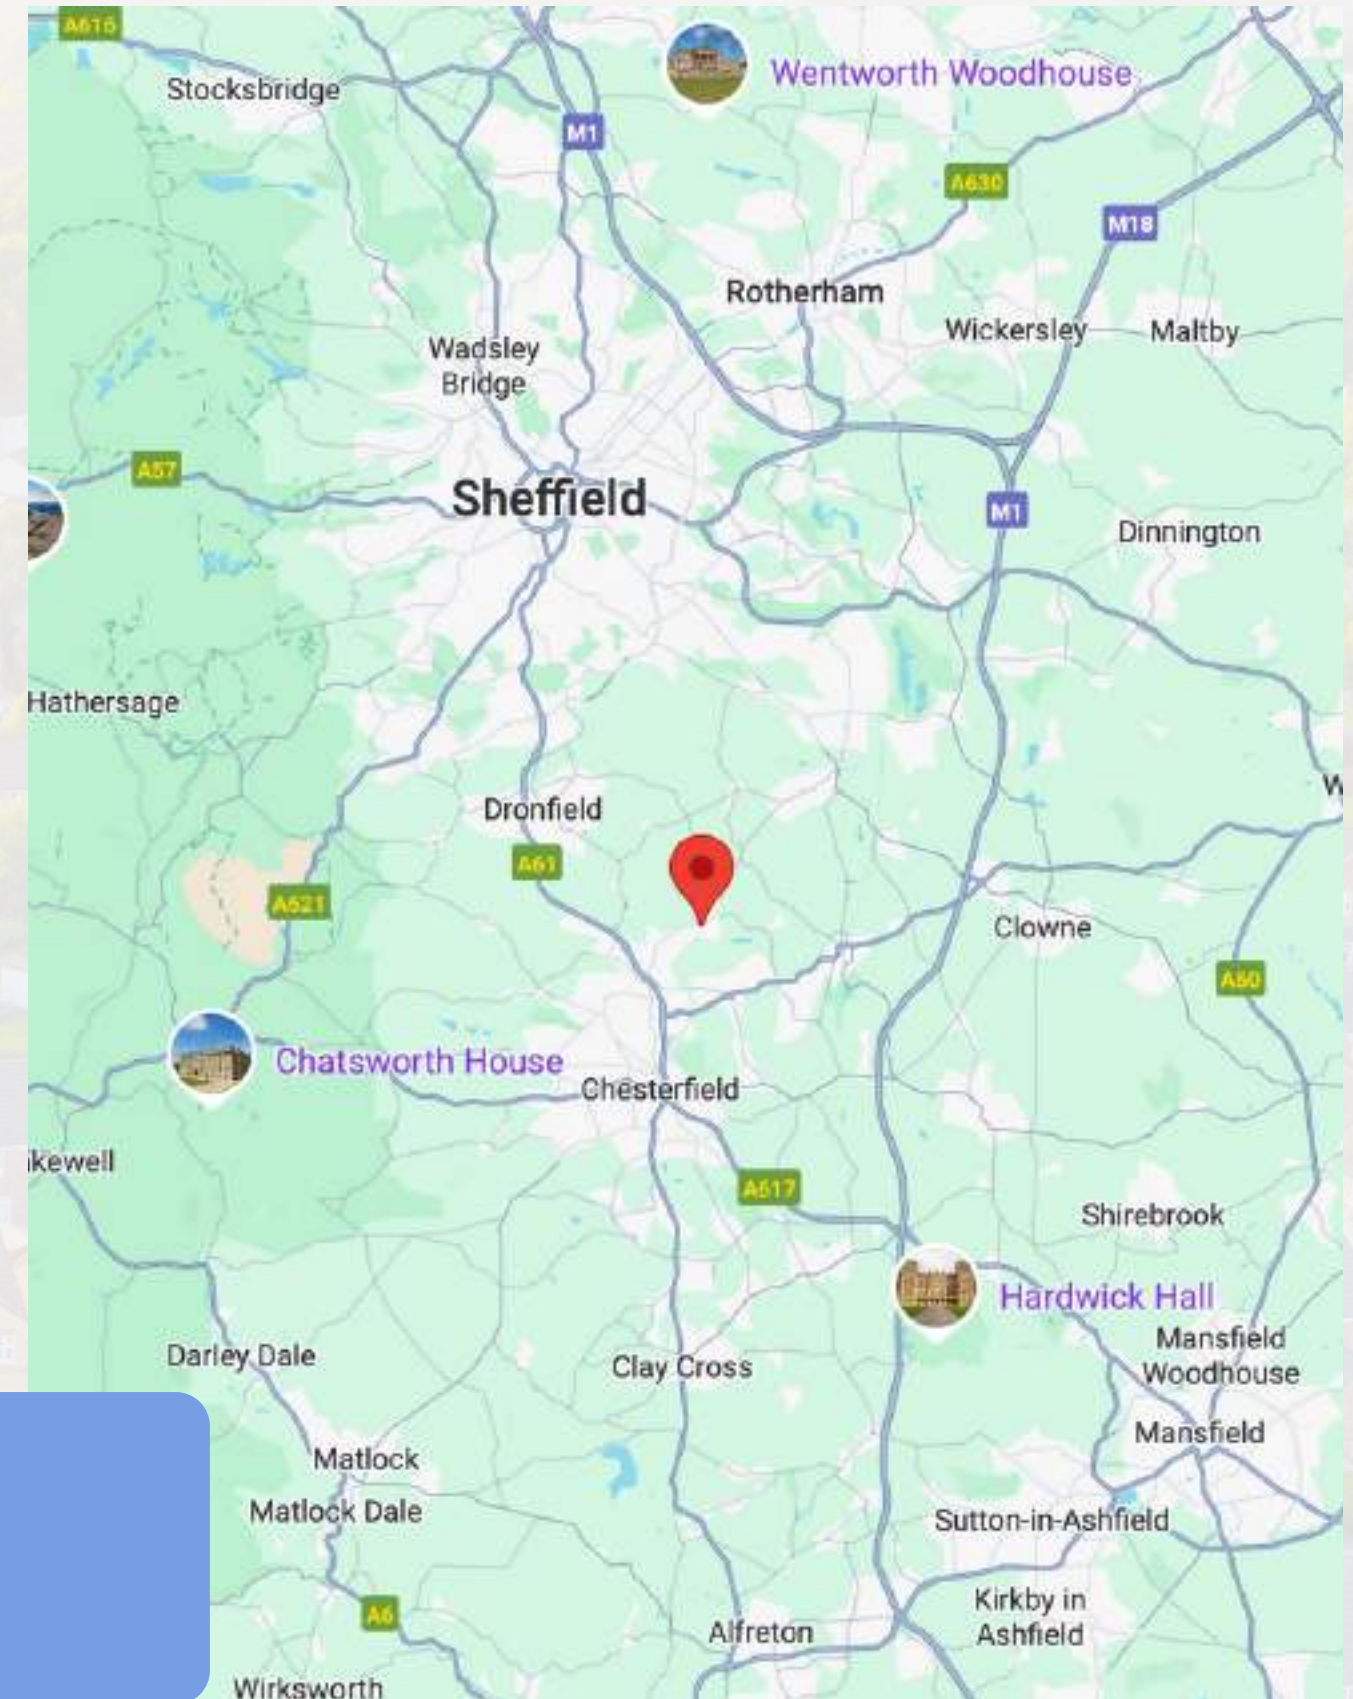 A616
Stocksbridge
Wentworth Woodhouse
M1
A630
M18
Rotherham
Wickersley
Maltby
Wadsley
Bridge
A57
Sheffield
M1
Dinnington
Hathersage
W
Dronfield
A61
A621
Clowne
A60
Chatsworth House
Chesterfield
ikewell
A617
Shirebrook
Hardwick Hall
Darley Dale
Clay Cross
Mansfield
Woodhouse
Mansfield
Matlock
Matlock Dale
Sutton-in-Ashfield
A6
Kirkby in
Ashfield
Alfreton
Wirksworth